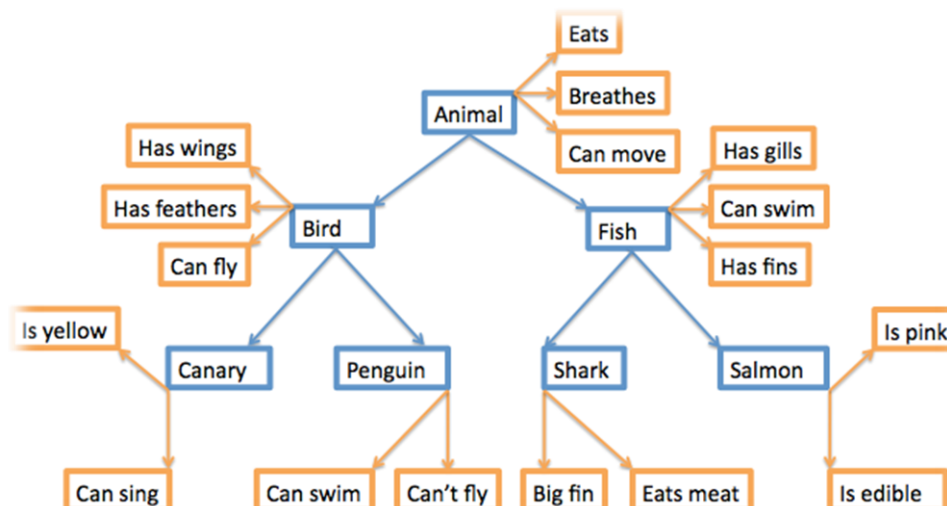 Eats
Animal
Breathes
Can move
Has wings
Has feathers
Can fly
Bird
Fish
Has gills
Can swim
Has fins
Is yellow
Canary
Penguin
Shark
Salmon
Is pink
Can sing
Can swim
Can't fly
Big fin
Eats meat
Is edible